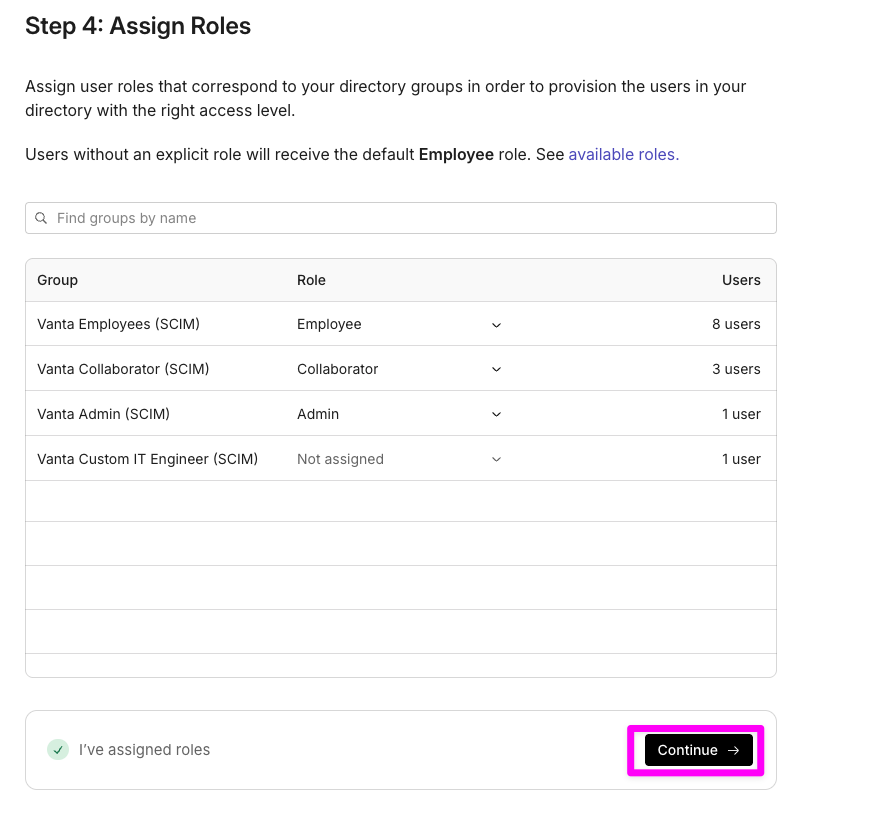 Step 4: Assign Roles
Assign user roles that correspond to your directory groups in order to provision the users in your
directory with the right access level.
Users without an explicit role will receive the default Employee role. See available roles.
Find groups by name
Group Role Users
Vanta Employees (SCIM) Employee 8 users
Vanta Collaborator (SCIM) Collaborator 3 users
Vanta Admin (SCIM) Admin 1 user
Vanta Custom IT Engineer (SCIM) Not assigned 1 user
I’ve assigned roles Continue →